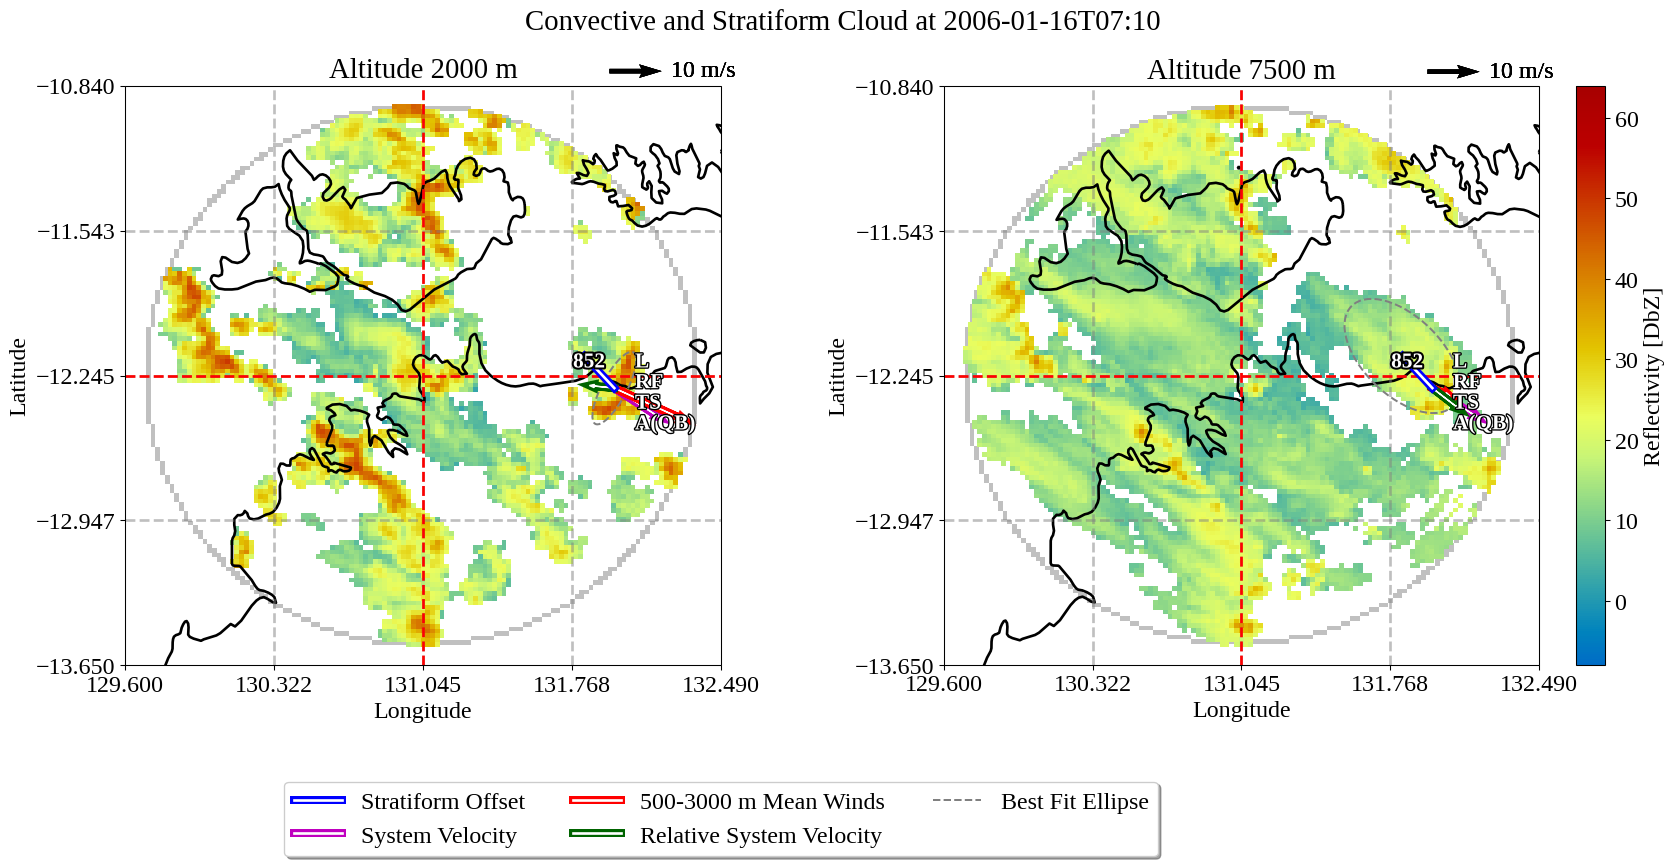 Convective and Stratiform Cloud at 2006-01-16T07:10
Altitude 2000 m
10 m/s
−10.840
−11.543
−12.245
−12.947
−13.650
129.600
130.322
131.045
131.768
132.490
Latitude
Longitude
852
L
RF
TS
A(QB)
Altitude 7500 m
10 m/s
−10.840
−11.543
−12.245
−12.947
−13.650
129.600
130.322
131.045
131.768
132.490
Latitude
Longitude
852
L
RF
TS
A(QB)
60
50
40
30
20
10
0
Reflectivity [DbZ]
Stratiform Offset
System Velocity
500-3000 m Mean Winds
Relative System Velocity
Best Fit Ellipse